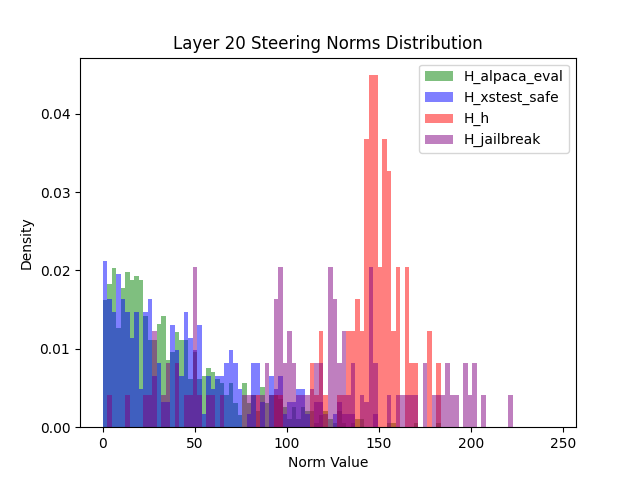 Layer 20 Steering Norms Distribution
H_alpaca_eval
H_xstest_safe
H_h
H_jailbreak
0.04
0.03
0.02
0.01
0.00
Density
0 50 100 150 200 250
Norm Value